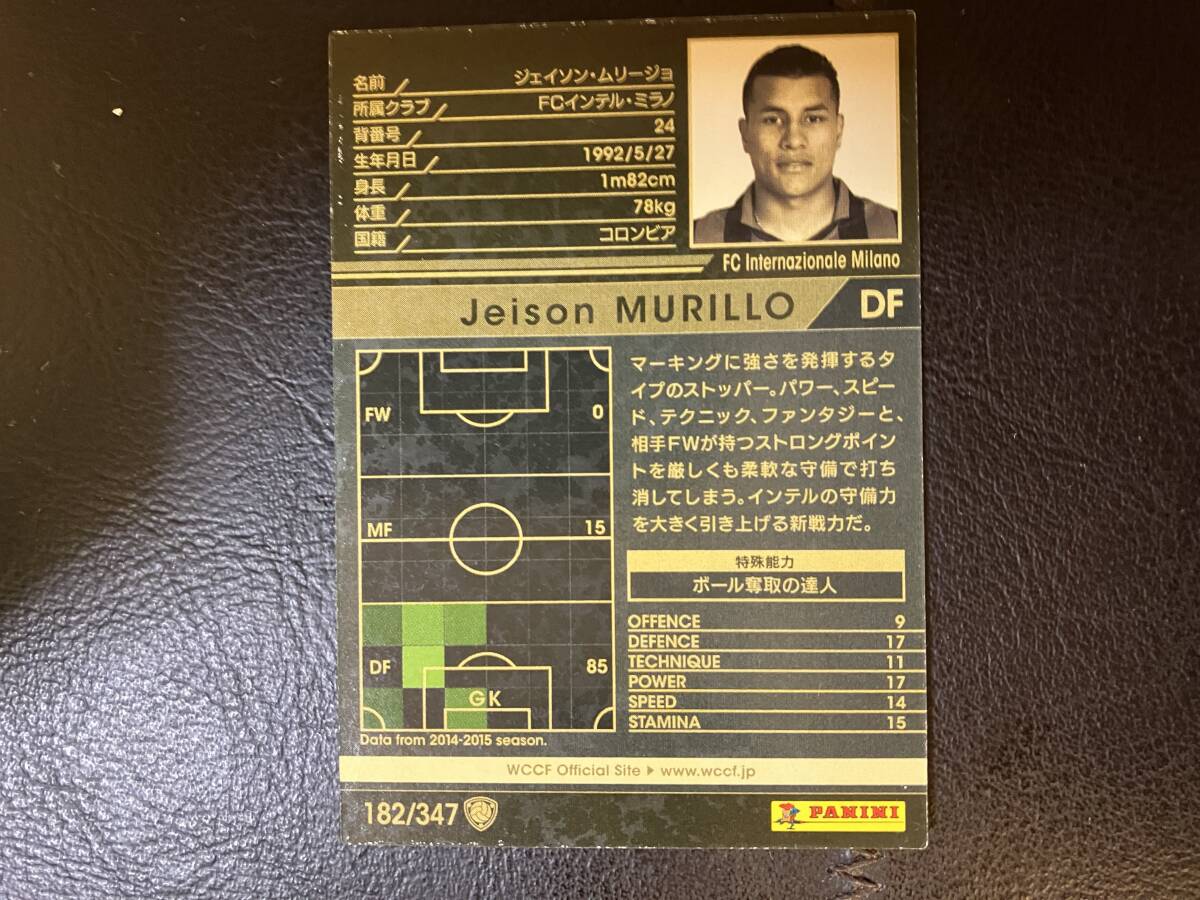 名前 ジェイソン・ムリージョ
所属クラブ FCインテル・ミラノ
背番号 24
生年月日 1992/5/27
身長 1m82cm
体重 78kg
国籍 コロンビア
FC Internazionale Milano
Jeison MURILLO DF
FW 0
MF 15
DF 85
GK
Data from 2014-2015 season.
マーキングに強さを発揮するタ
イプのストッパー。パワー、スピー
ド、テクニック、ファンタジーと、
相手FWが持つストロングポイン
トを厳しくも柔軟な守備で打ち
消してしまう。インテルの守備力
を大きく引き上げる新戦力だ。
特殊能力
ボール奪取の達人
OFFENCE 9
DEFENCE 17
TECHNIQUE 11
POWER 17
SPEED 14
STAMINA 15
WCCF Official Site ▶ www.wccf.jp
182/347
PANINI